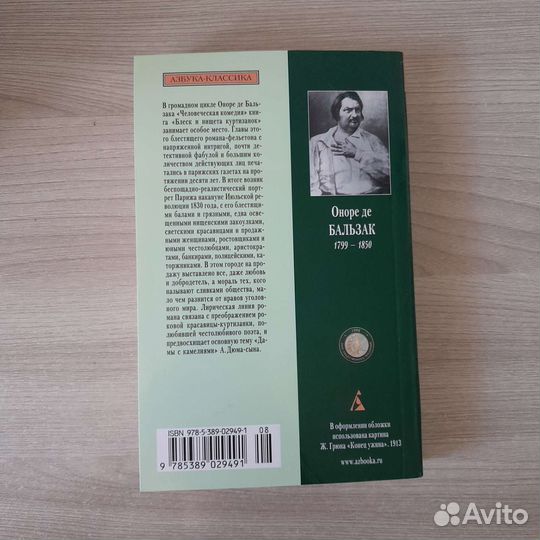 АЗБУКА-КЛАССИКА
В громадном цикле Оноре де Баль-
зака «Человеческая комедия» кни-
га «Блеск и нищета куртизанок»
занимает особое место. Главы это-
го блестящего романа-фельетона с
напряженной интригой, почти де-
тективной фабулой и большим ко-
личеством действующих лиц печа-
тались в парижских газетах на про-
тяжении десяти лет. В итоге возник
беспощадно-реалистический порт-
рет Парижа накануне Июльской ре-
волюции 1830 года, с его блестящи-
ми балами и грязными, едва осве-
щенными нищенскими закоулками,
светскими красавицами и продаж-
ными женщинами, ростовщиками и
юными честолюбцами, аристокра-
тами, банкирами, полицейскими, ка-
торжниками. В этом городе на про-
дажу выставлено все, даже любовь
и добродетель, а мораль тех, кого
называют сливками общества, ма-
ло чем разнится от нравов уголов-
ного мира. Лирическая линия ро-
мана связана с преображением ро-
ковой красавицы-куртизанки, по-
любившей честолюбивого поэта, и
предвосхищает основную тему «Да-
мы с камелиями» А. Дюма-сына.
ISBN 978-5-389-02949-1
08
9 785389 029491
Оноре де
БАЛЬЗАК
1799 – 1850
В оформлении обложки
использована картина
Ж. Грюна «Конец ужина». 1913
www.azbooka.ru
Avito